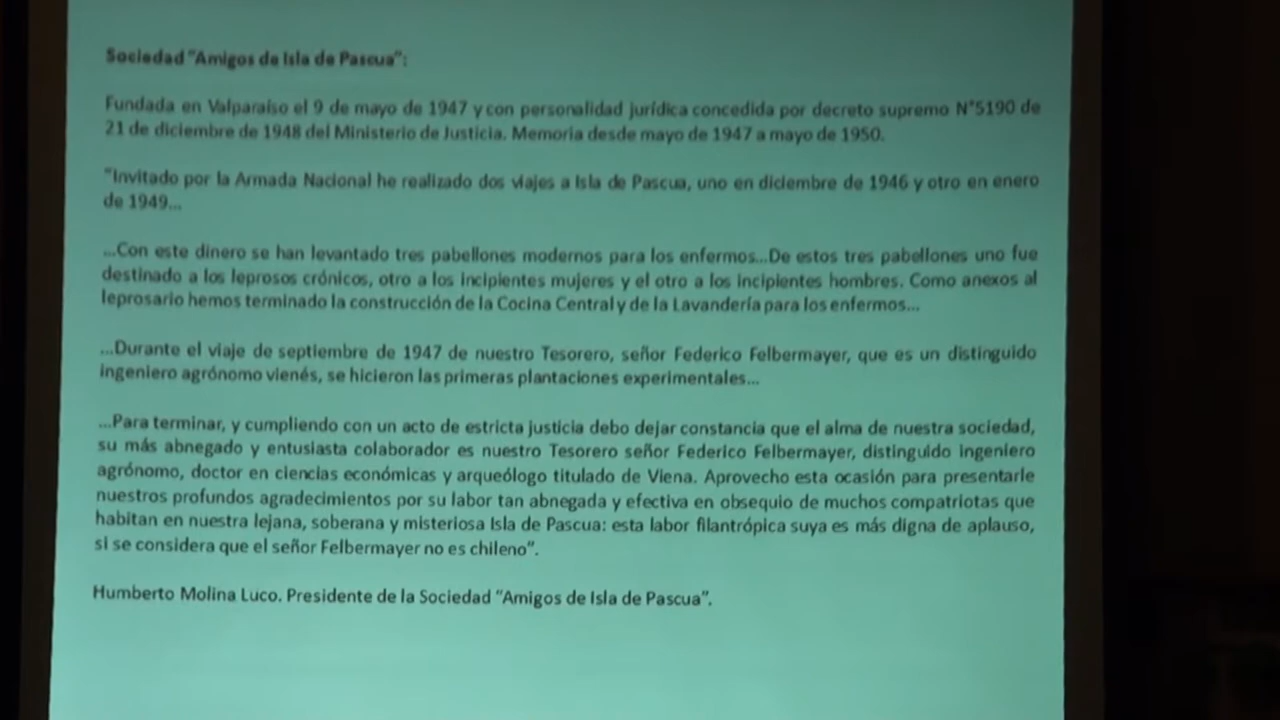 Sociedad "Amigos de Isla de Pascua":
Fundada en Valparaíso el 9 de mayo de 1947 y con personalidad jurídica concedida por decreto supremo N°5190 de
21 de diciembre de 1948 del Ministerio de Justicia. Memoria desde mayo de 1947 a mayo de 1950.
"Invitado por la Armada Nacional he realizado dos viajes a Isla de Pascua, uno en diciembre de 1946 y otro en enero
de 1949...
...Con este dinero se han levantado tres pabellones modernos para los enfermos...De estos tres pabellones uno fue
destinado a los leprosos crónicos, otro a los incipientes mujeres y el otro a los incipientes hombres. Como anexos al
leprosario hemos terminado la construcción de la Cocina Central y de la Lavandería para los enfermos...
...Durante el viaje de septiembre de 1947 de nuestro Tesorero, señor Federico Felbermayer, que es un distinguido
ingeniero agrónomo vienés, se hicieron las primeras plantaciones experimentales...
...Para terminar, y cumpliendo con un acto de estricta justicia debo dejar constancia que el alma de nuestra sociedad,
su más abnegado y entusiasta colaborador es nuestro Tesorero señor Federico Felbermayer, distinguido ingeniero
agrónomo, doctor en ciencias económicas y arqueólogo titulado de Viena. Aprovecho esta ocasión para presentarle
nuestros profundos agradecimientos por su labor tan abnegada y efectiva en obsequio de muchos compatriotas que
habitan en nuestra lejana, soberana y misteriosa Isla de Pascua: esta labor filantrópica suya es más digna de aplauso,
si se considera que el señor Felbermayer no es chileno".
Humberto Molina Luco. Presidente de la Sociedad "Amigos de Isla de Pascua".